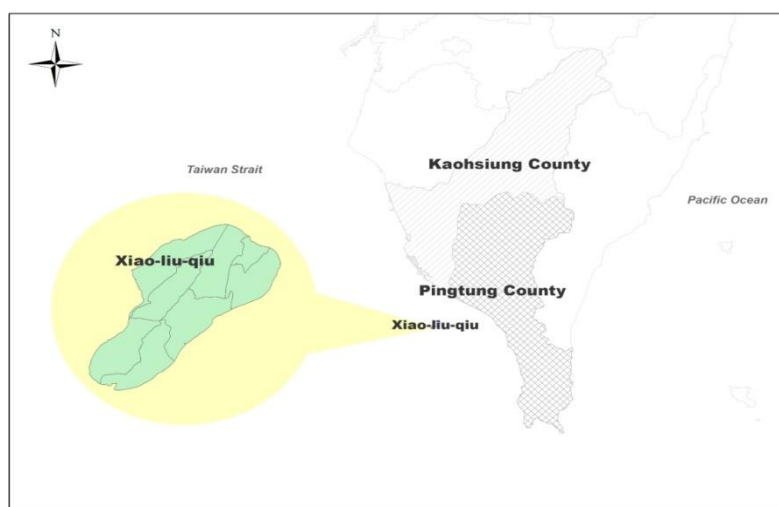 N
Kaohsiung County
Taiwan Strait
Pacific Ocean
Xiao-liu-qiu
Pingtung County
Xiao-liu-qiu